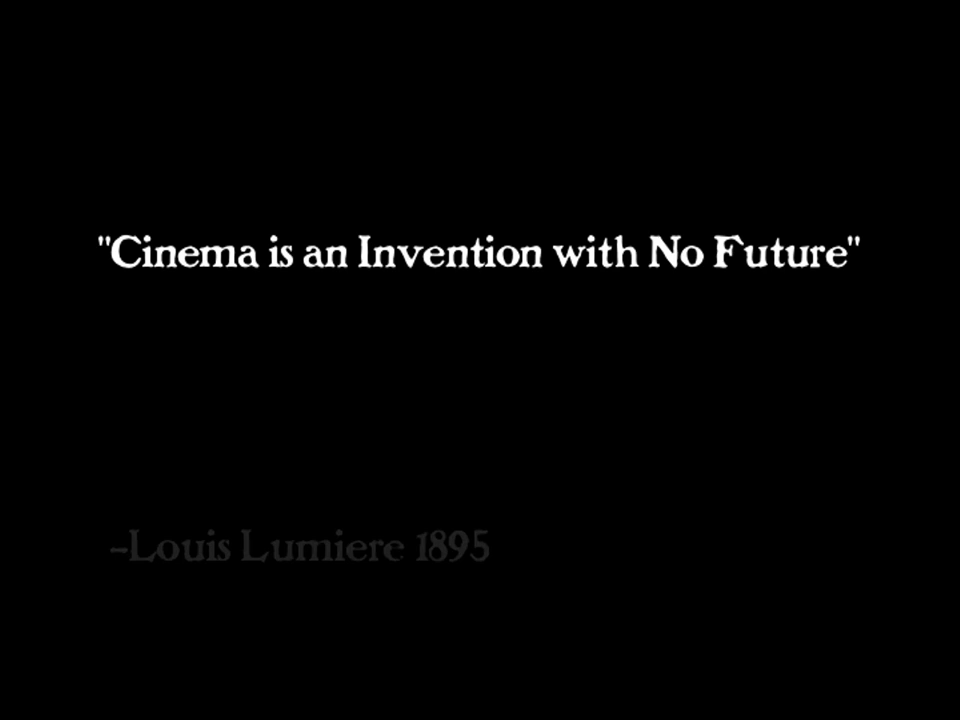 "Cinema is an Invention with No Future"
-Louis Lumiere 1895